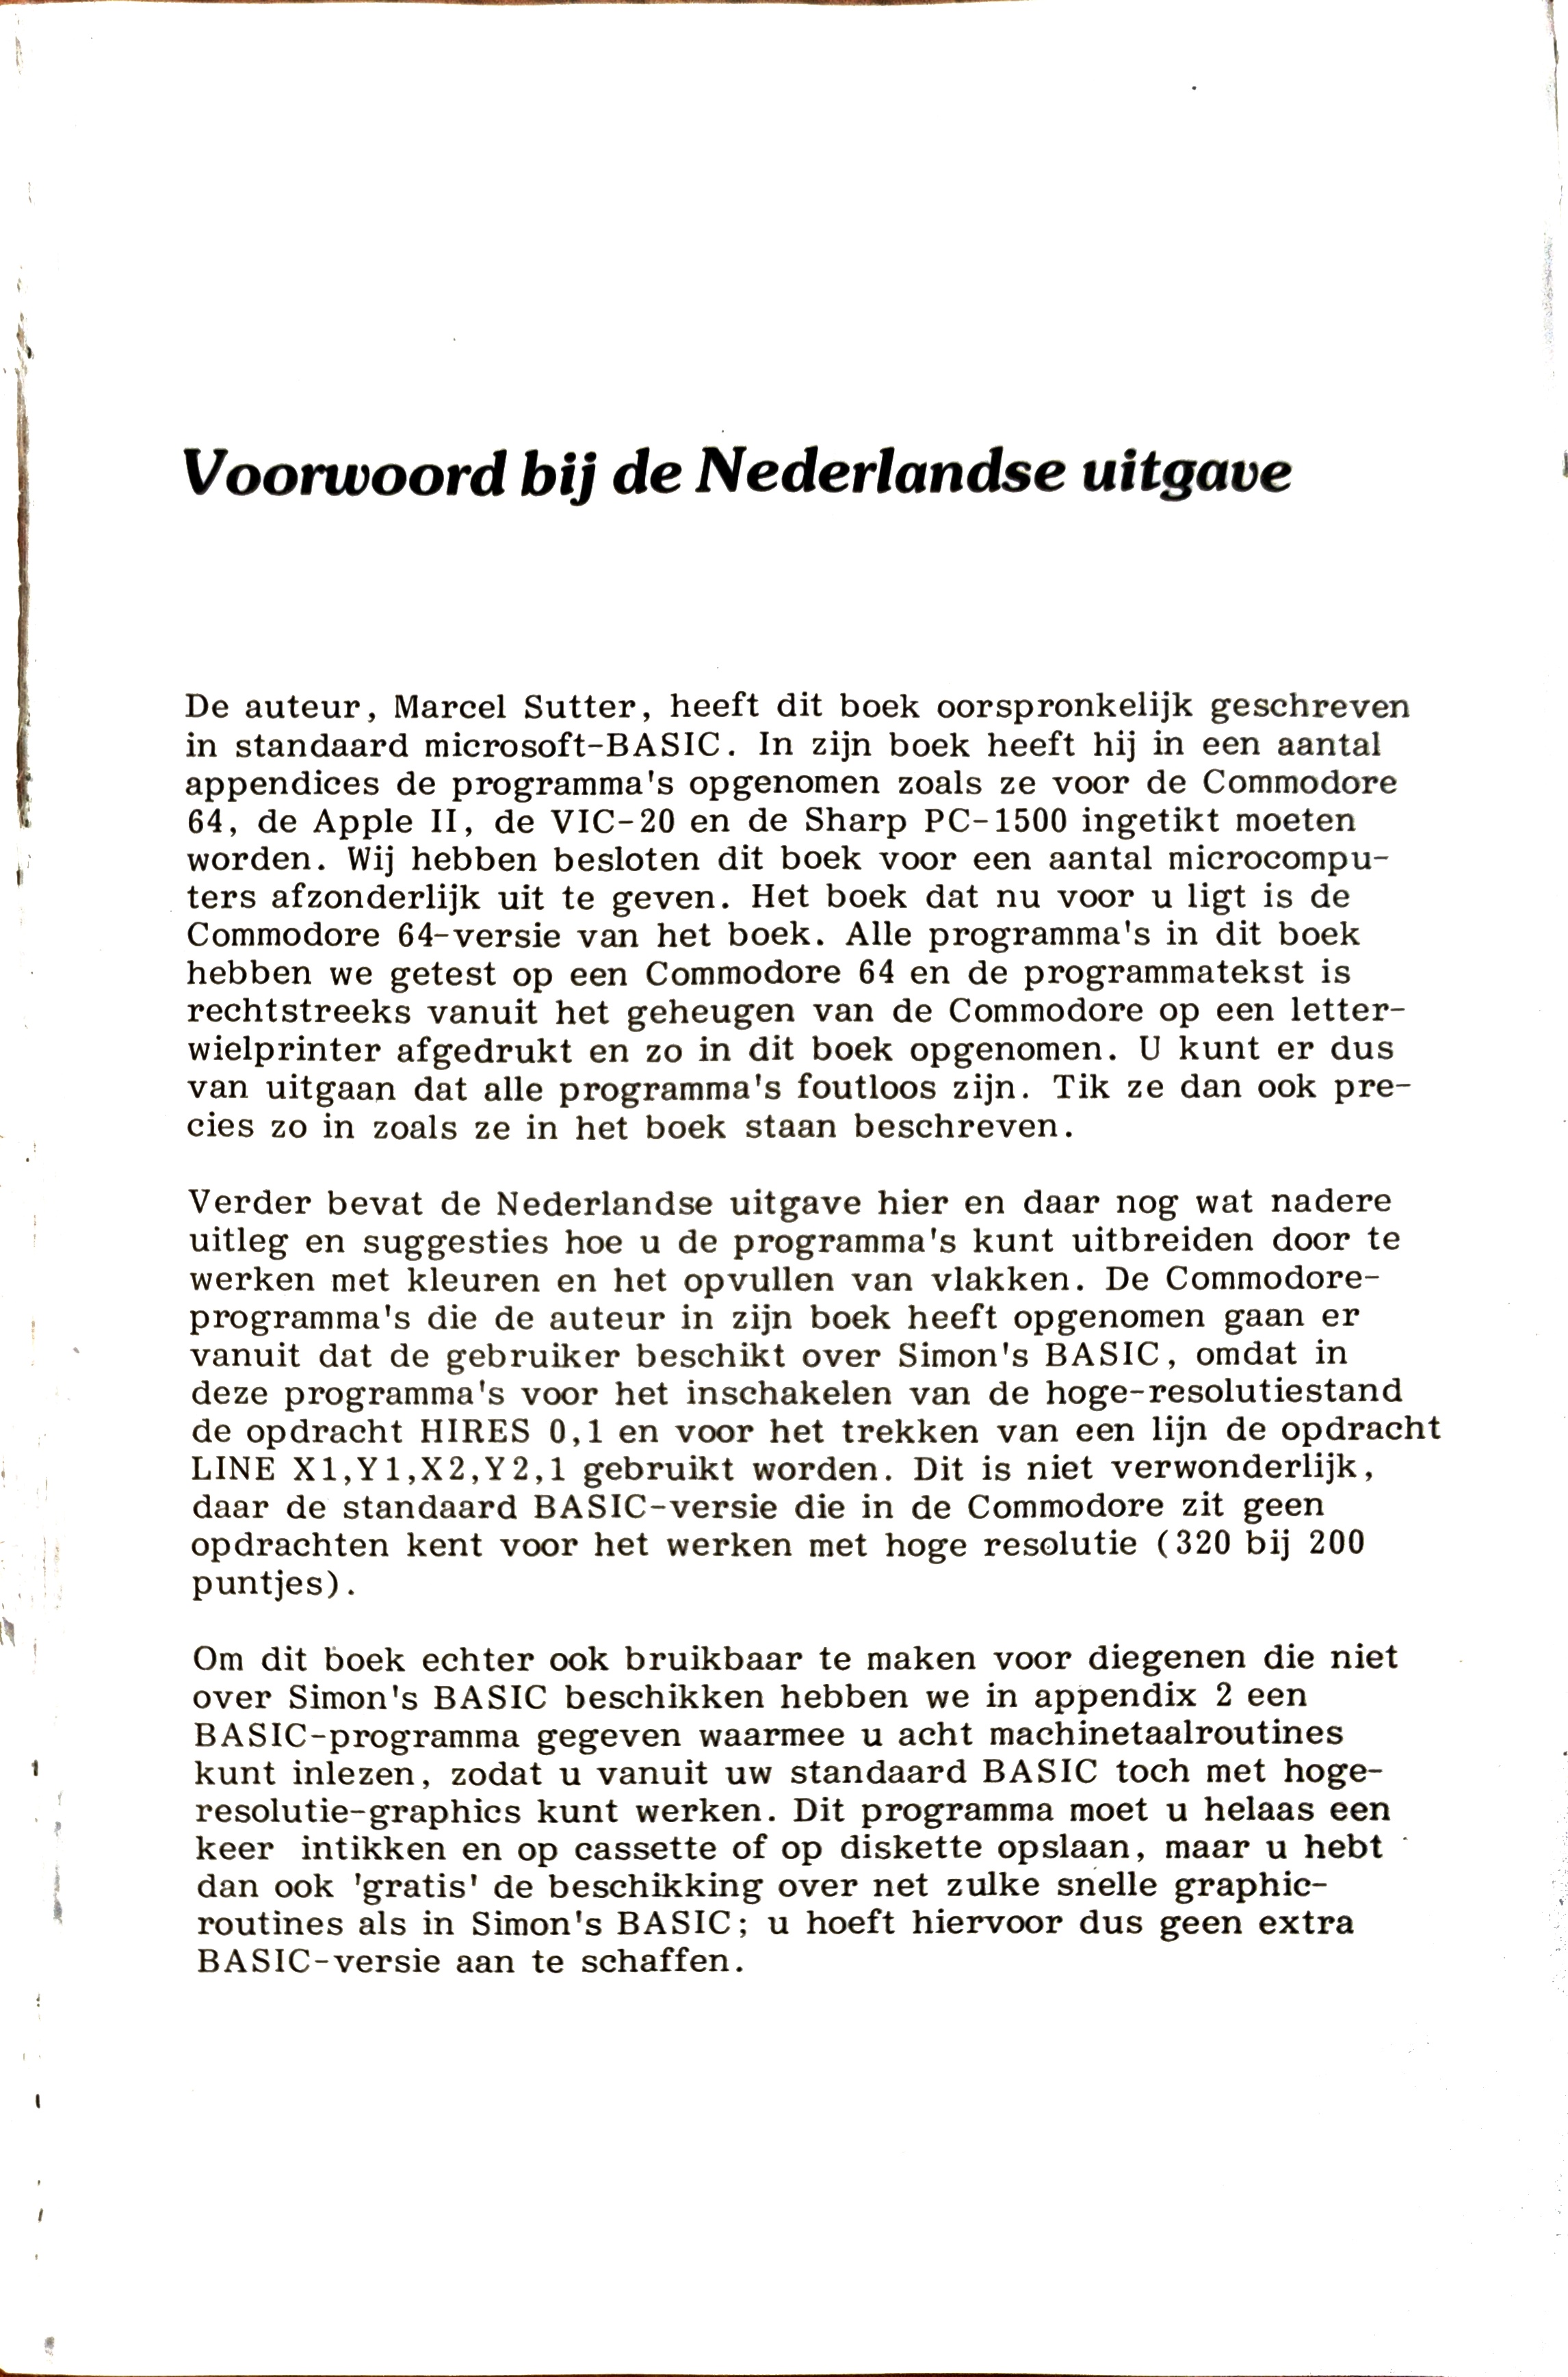 Voorwoord bij de Nederlandse uitgave
De auteur, Marcel Sutter, heeft dit boek oorspronkelijk geschreven
in standaard microsoft-BASIC. In zijn boek heeft hij in een aantal
appendices de programma's opgenomen zoals ze voor de Commodore
64, de Apple II, de VIC-20 en de Sharp PC-1500 ingetikt moeten
worden. Wij hebben besloten dit boek voor een aantal microcompu-
ters afzonderlijk uit te geven. Het boek dat nu voor u ligt is de
Commodore 64-versie van het boek. Alle programma's in dit boek
hebben we getest op een Commodore 64 en de programmatekst is
rechtstreeks vanuit het geheugen van de Commodore op een letter-
wielprinter afgedrukt en zo in dit boek opgenomen. U kunt er dus
van uitgaan dat alle programma's foutloos zijn. Tik ze dan ook pre-
cies zo in zoals ze in het boek staan beschreven.
Verder bevat de Nederlandse uitgave hier en daar nog wat nadere
uitleg en suggesties hoe u de programma's kunt uitbreiden door te
werken met kleuren en het opvullen van vlakken. De Commodore-
programma's die de auteur in zijn boek heeft opgenomen gaan er
vanuit dat de gebruiker beschikt over Simon's BASIC, omdat in
deze programma's voor het inschakelen van de hoge-resolutiestand
de opdracht HIRES 0,1 en voor het trekken van een lijn de opdracht
LINE X1,Y1,X2,Y2,1 gebruikt worden. Dit is niet verwonderlijk,
daar de standaard BASIC-versie die in de Commodore zit geen
opdrachten kent voor het werken met hoge resolutie (320 bij 200
puntjes).
Om dit boek echter ook bruikbaar te maken voor diegenen die niet
over Simon's BASIC beschikken hebben we in appendix 2 een
BASIC-programma gegeven waarmee u acht machinetaalroutines
kunt inlezen, zodat u vanuit uw standaard BASIC toch met hoge-
resolutie-graphics kunt werken. Dit programma moet u helaas een
keer intikken en op cassette of op diskette opslaan, maar u hebt
dan ook 'gratis' de beschikking over net zulke snelle graphic-
routines als in Simon's BASIC; u hoeft hiervoor dus geen extra
BASIC-versie aan te schaffen.